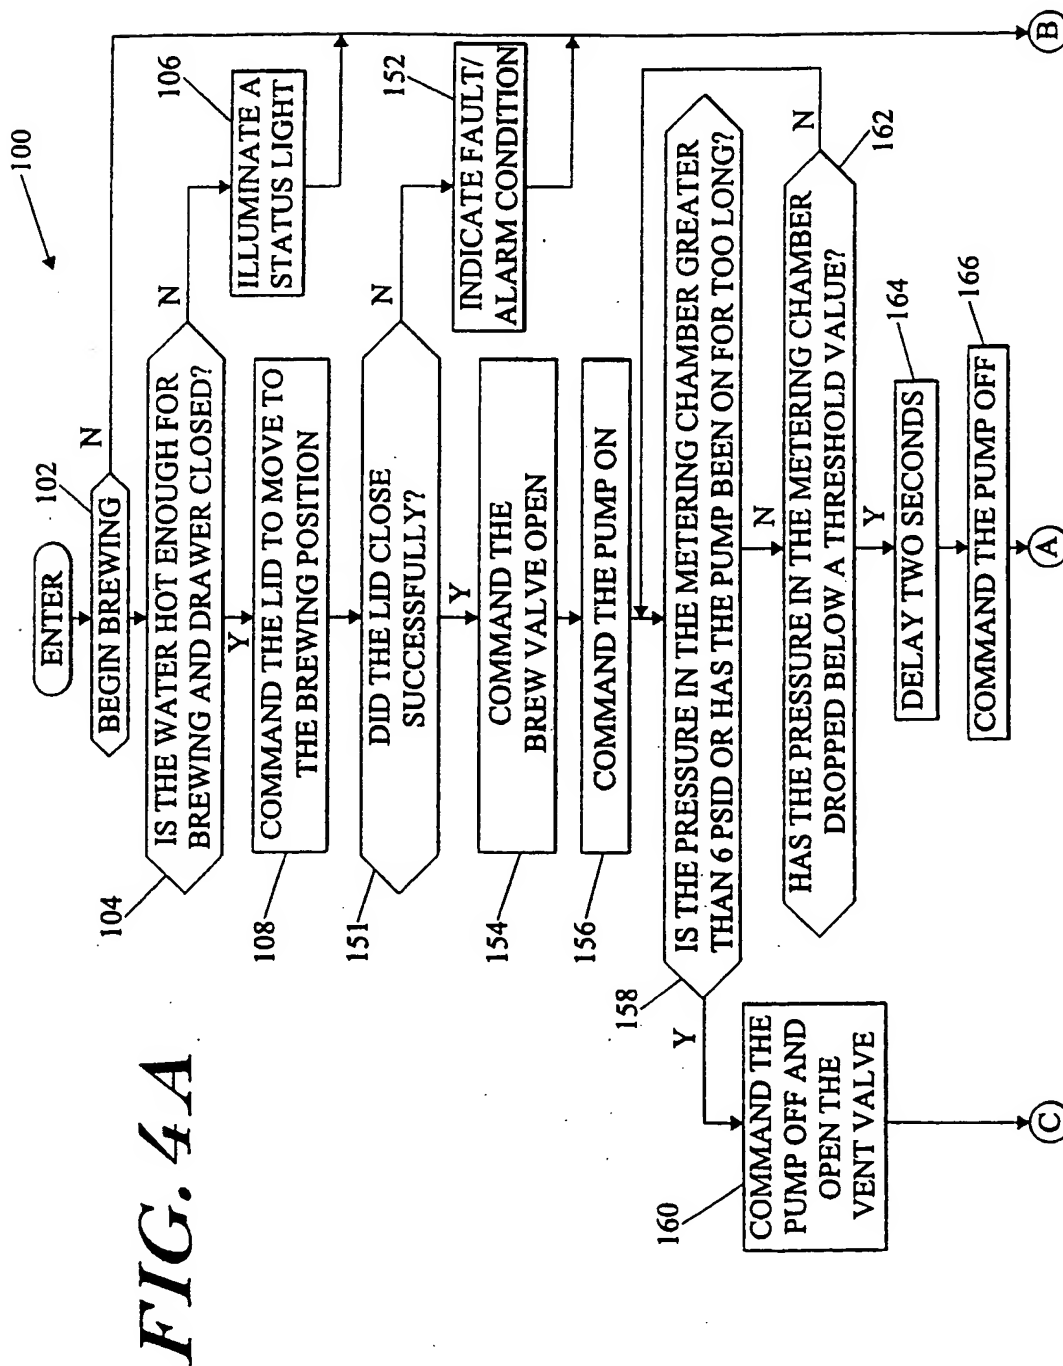 FIG. 4A
100
ENTER
102
BEGIN BREWING
N
104
IS THE WATER HOT ENOUGH FOR
BREWING AND DRAWER CLOSED?
N
106
ILLUMINATE A
STATUS LIGHT
Y
108
COMMAND THE LID TO MOVE TO
THE BREWING POSITION
151
DID THE LID CLOSE
SUCCESSFULLY?
N
152
INDICATE FAULT/
ALARM CONDITION
Y
154
COMMAND THE
BREW VALVE OPEN
156
COMMAND THE PUMP ON
158
IS THE PRESSURE IN THE METERING CHAMBER GREATER
THAN 6 PSID OR HAS THE PUMP BEEN ON FOR TOO LONG?
Y
160
COMMAND THE
PUMP OFF AND
OPEN THE
VENT VALVE
N
162
HAS THE PRESSURE IN THE METERING CHAMBER
DROPPED BELOW A THRESHOLD VALUE?
N
Y
164
DELAY TWO SECONDS
166
COMMAND THE PUMP OFF
C
A
B